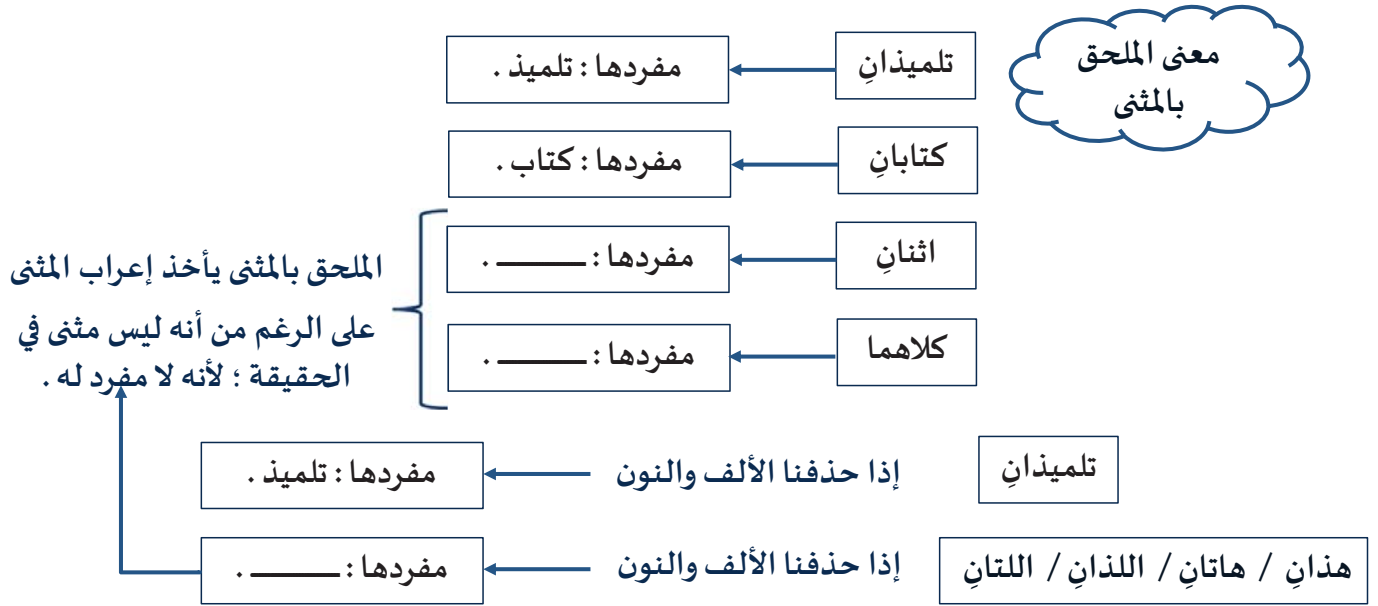 معنى الملحق
بالمثنى
تلميذانِ
مفردها : تلميذ .
كتابانِ
مفردها : كتاب .
اثنانِ
مفردها : ــــــــ .
كلاهما
مفردها : ــــــــ .
الملحق بالمثنى يأخذ إعراب المثنى
على الرغم من أنه ليس مثنى في
الحقيقة ؛ لأنه لا مفرد له .
تلميذانِ
إذا حذفنا الألف والنون
مفردها : تلميذ .
هذانِ / هاتانِ / اللذانِ / اللتانِ
إذا حذفنا الألف والنون
مفردها : ــــــــ .